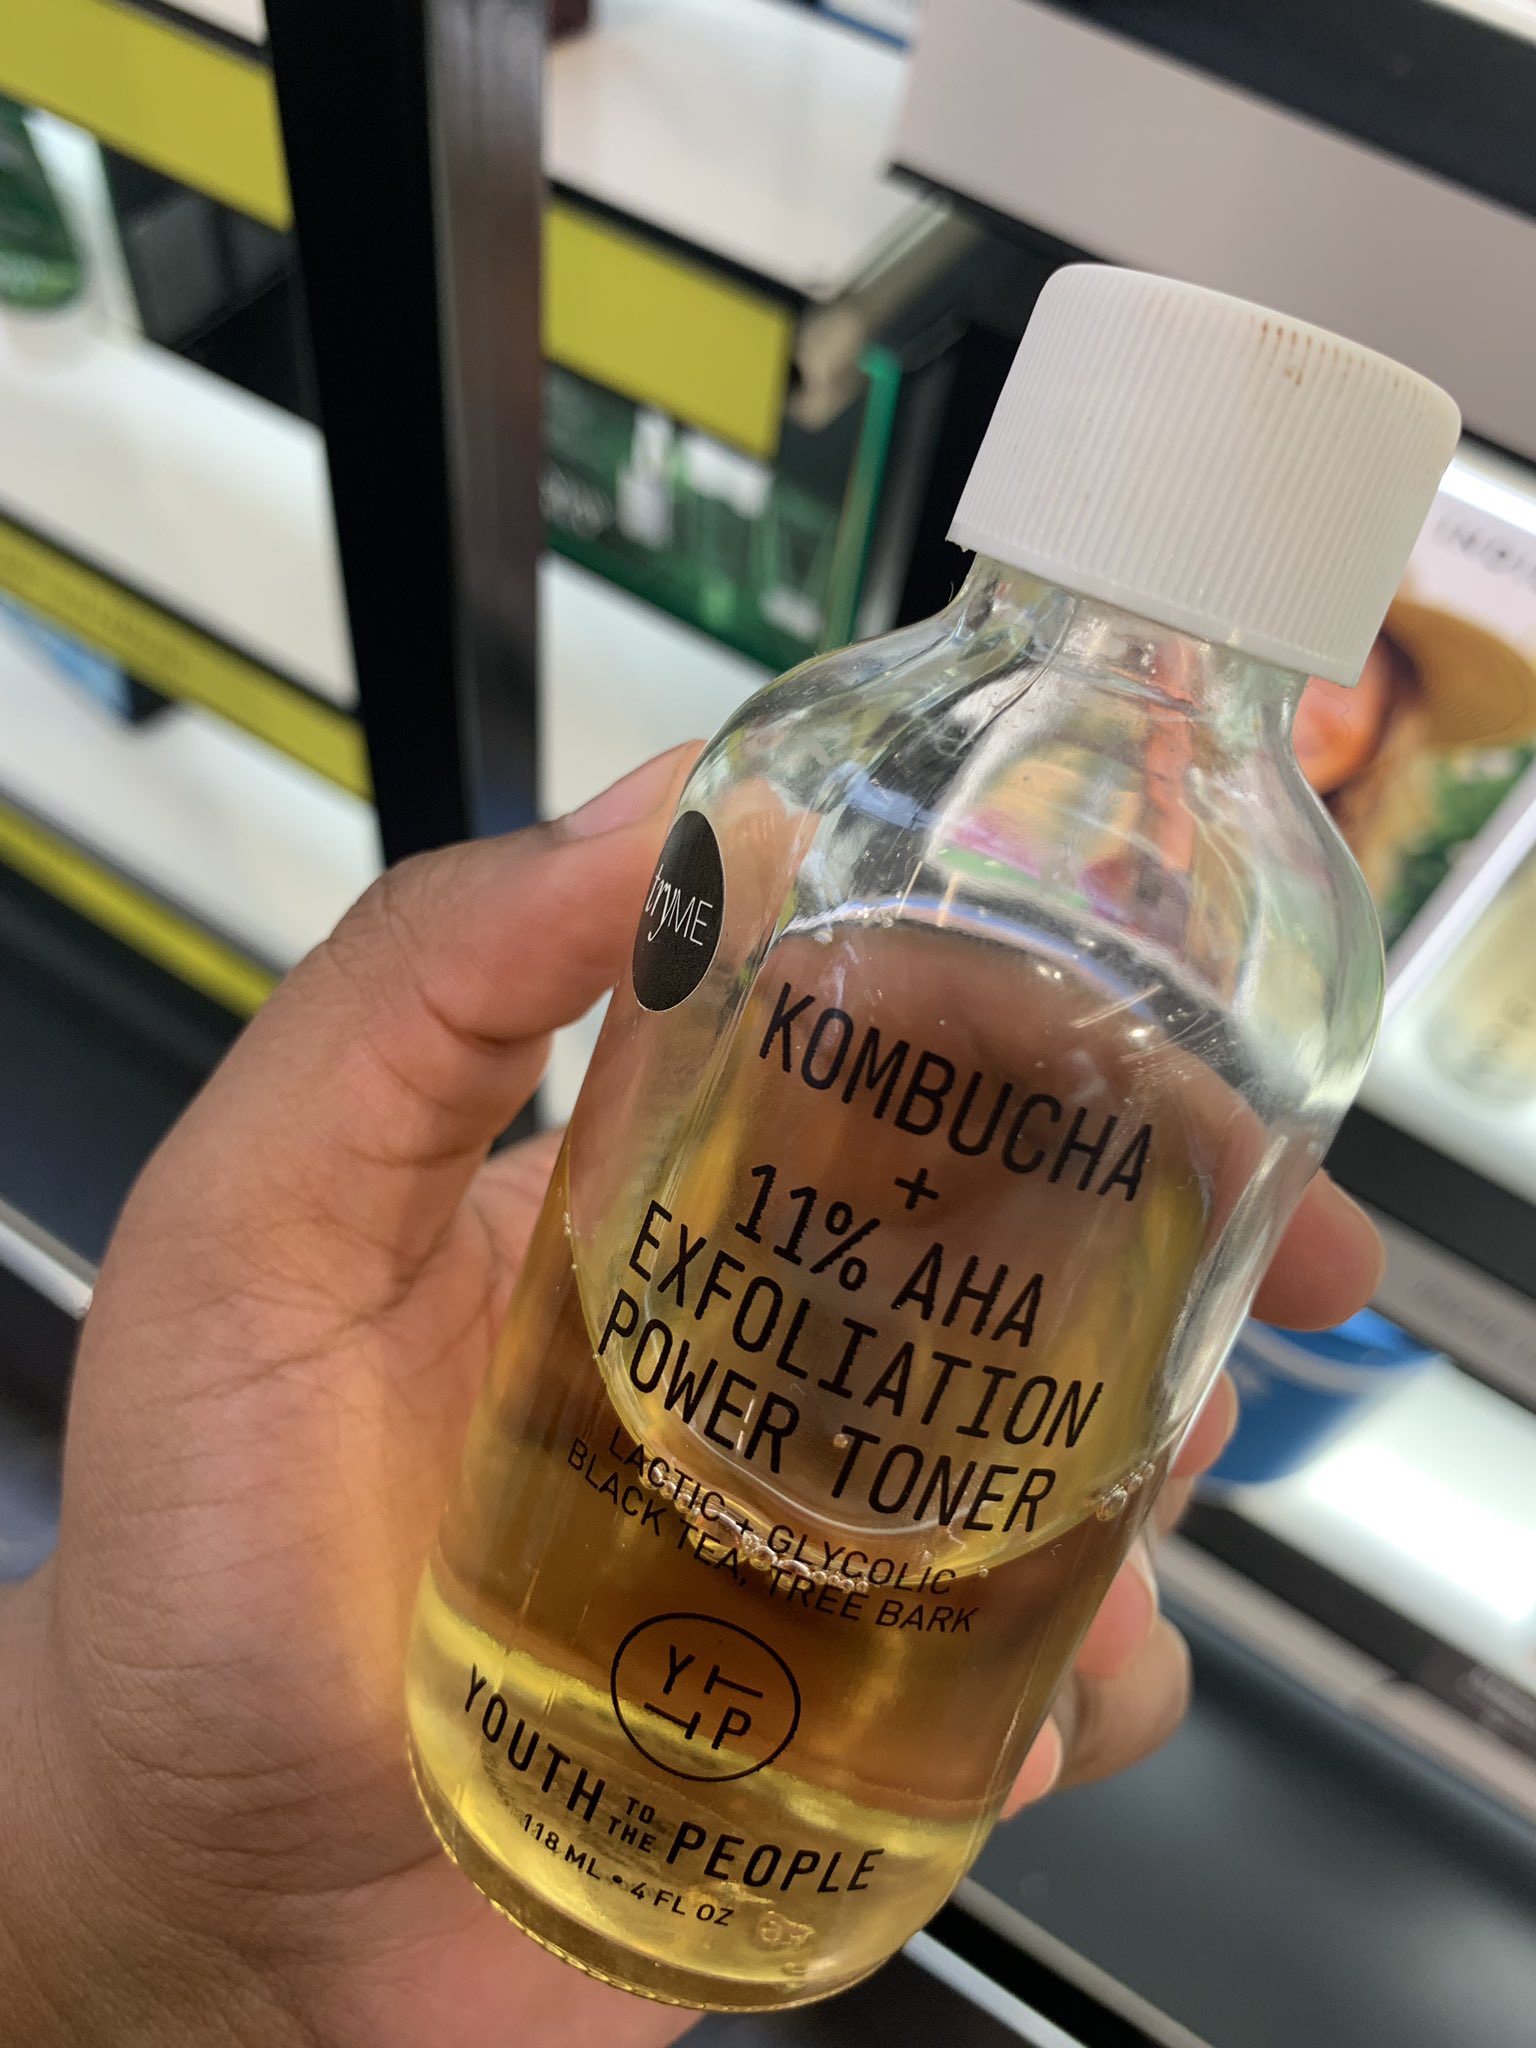 tryME
KOMBUCHA
+
11% AHA
EXFOLIATION
POWER TONER
LACTIC + GLYCOLIC
BLACK TEA, TREE BARK
YTTP
YOUTH TO THE PEOPLE
118 ML • 4 FL OZ